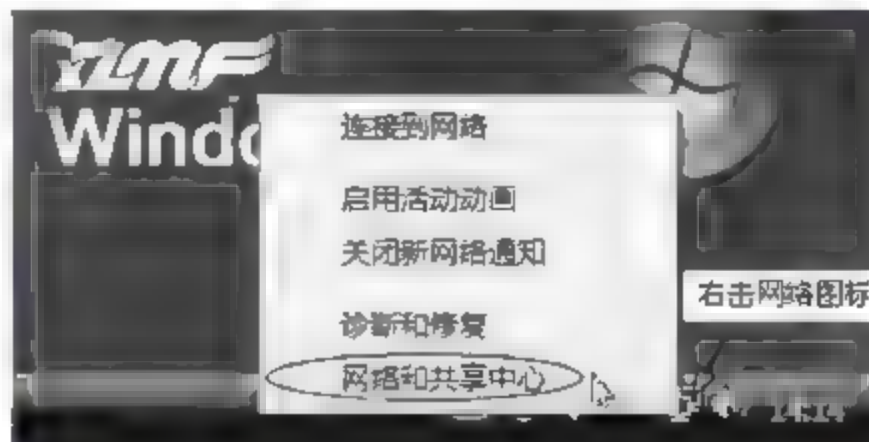 Windo
连接到网络
启用活动动画
关闭新网络通知
右击网络图标
诊断和修复
网络和共享中心